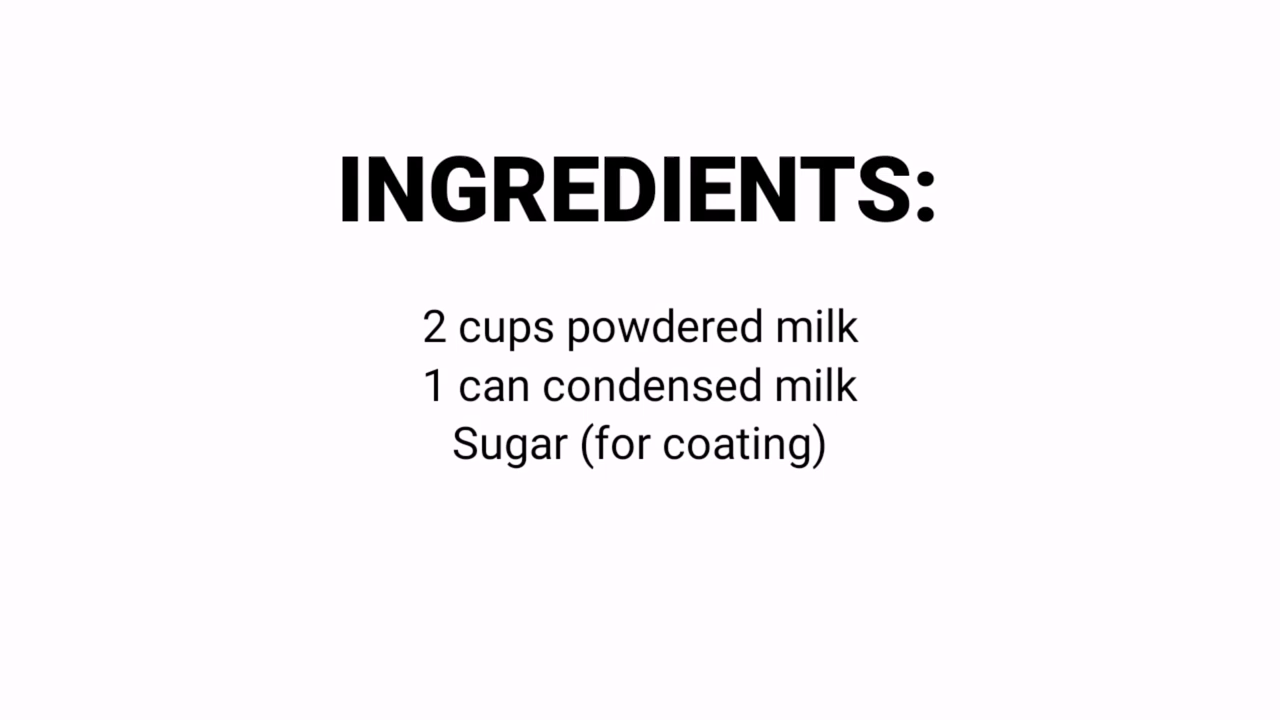 INGREDIENTS:
2 cups powdered milk
1 can condensed milk
Sugar (for coating)